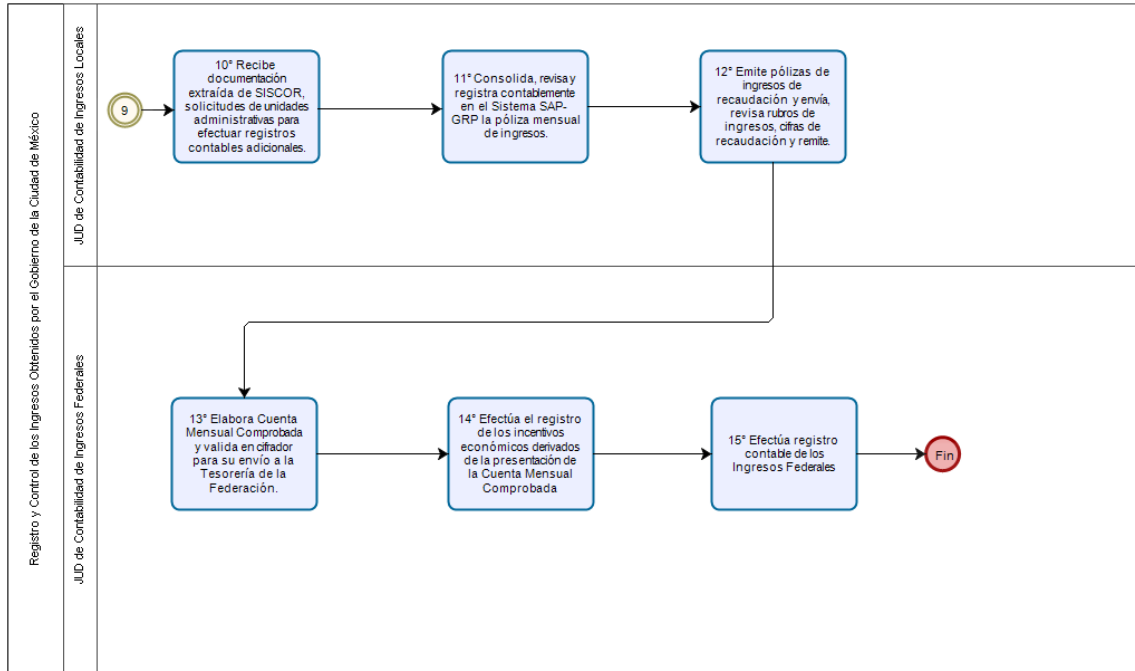 Registro y Control de los Ingresos Obtenidos por el Gobierno de la Ciudad de México
JUD de Contabilidad de Ingresos Locales
9
10° Recibe
documentación
extraída de SISCOR,
solicitudes de unidades
administrativas para
efectuar registros
contables adicionales.
11° Consolida, revisa y
registra contablemente
en el Sistema SAP-
GRP la póliza mensual
de ingresos.
12° Emite pólizas de
ingresos de
recaudación y envía,
revisa rubros de
ingresos, cifras de
recaudación y remite.
JUD de Contabilidad de Ingresos Federales
13° Elabora Cuenta
Mensual Comprobada
y valida en cifrador
para su envío a la
Tesorería de la
Federación.
14° Efectúa el registro
de los incentivos
económicos derivados
de la presentación de
la Cuenta Mensual
Comprobada
15° Efectúa registro
contable de los
Ingresos Federales
Fin